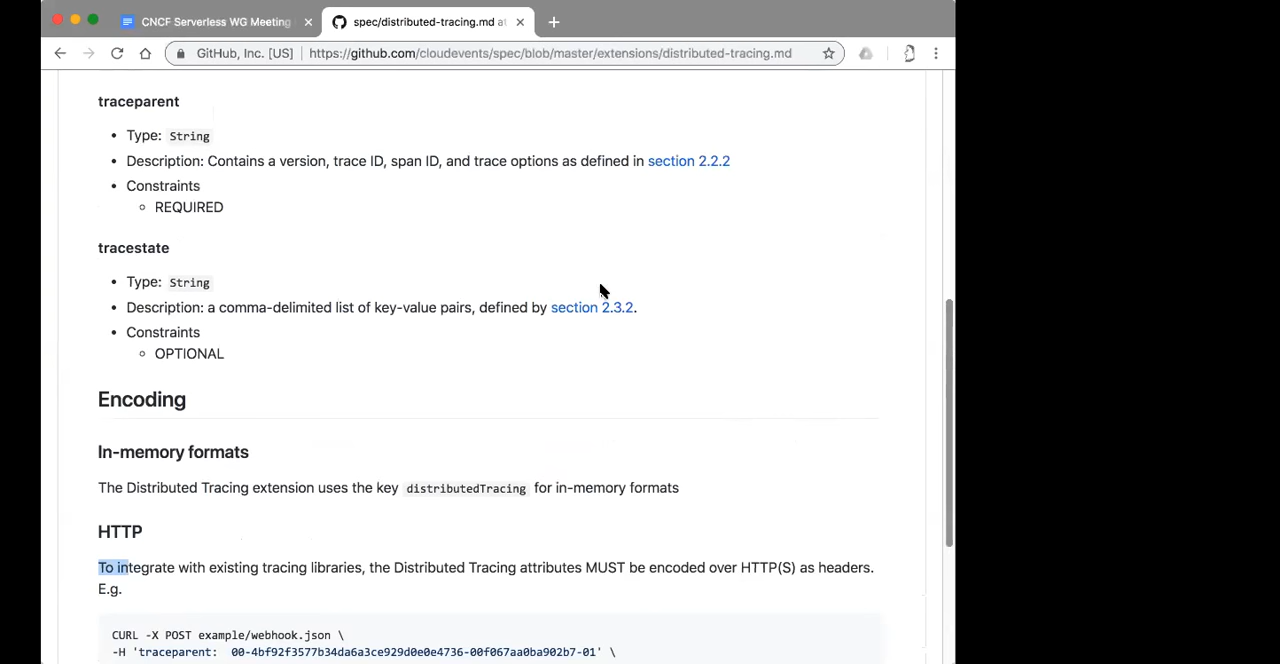 CNCF Serverless WG Meeting
spec/distributed-tracing.md at
GitHub, Inc. [US]
https://github.com/cloudevents/spec/blob/master/extensions/distributed-tracing.md
traceparent
• Type: String
• Description: Contains a version, trace ID, span ID, and trace options as defined in section 2.2.2
• Constraints
◦ REQUIRED
tracestate
• Type: String
• Description: a comma-delimited list of key-value pairs, defined by section 2.3.2.
• Constraints
◦ OPTIONAL
Encoding
In-memory formats
The Distributed Tracing extension uses the key distributedTracing for in-memory formats
HTTP
To integrate with existing tracing libraries, the Distributed Tracing attributes MUST be encoded over HTTP(S) as headers.
E.g.
CURL -X POST example/webhook.json \
-H 'traceparent:  00-4bf92f3577b34da6a3ce929d0e0e4736-00f067aa0ba902b7-01' \